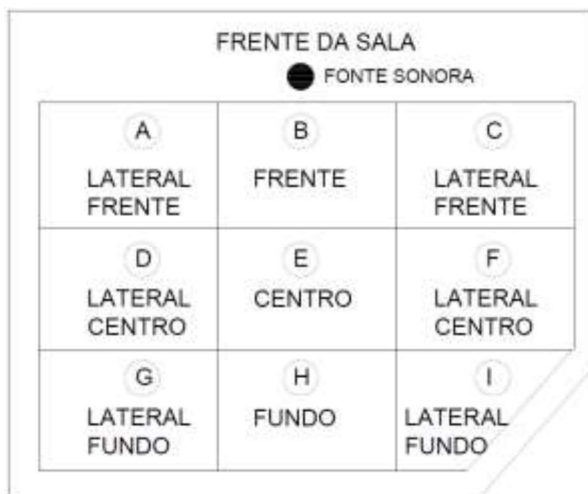 FRENTE DA SALA
FONTE SONORA
A
LATERAL
FRENTE
B
FRENTE
C
LATERAL
FRENTE
D
LATERAL
CENTRO
E
CENTRO
F
LATERAL
CENTRO
G
LATERAL
FUNDO
H
FUNDO
I
LATERAL
FUNDO